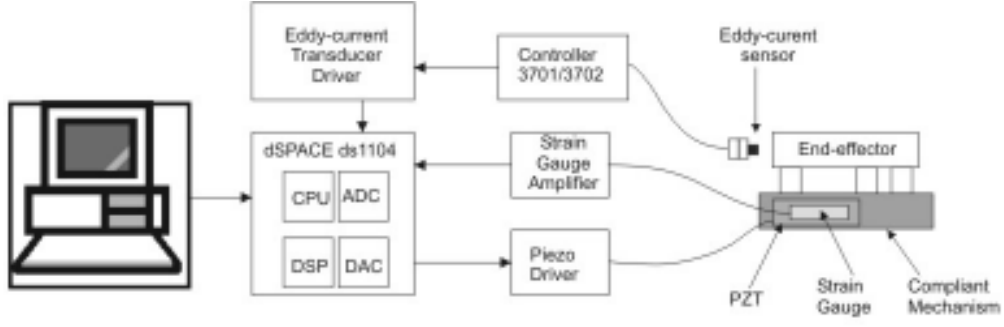 Eddy-current
Transducer
Driver
Controller
3701/3702
Eddy-curent
sensor
dSPACE ds1104
CPU
ADC
DSP
DAC
Strain
Gauge
Amplifier
End-effector
Piezo
Driver
PZT
Strain
Gauge
Compliant
Mechanism